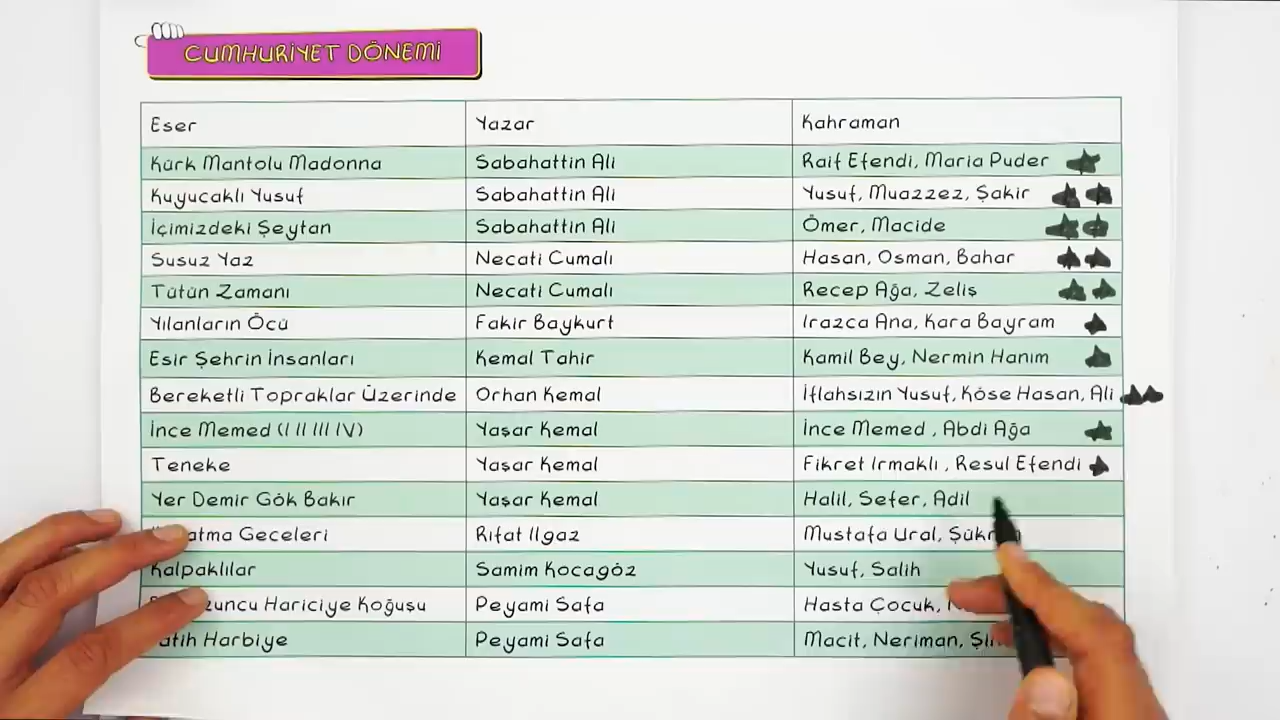 CUMHURİYET DÖNEMİ
Eser Yazar Kahraman
Kürk Mantolu Madonna Sabahattin Ali Raif Efendi, Maria Puder
Kuyucaklı Yusuf Sabahattin Ali Yusuf, Muazzez, Şakir
İçimizdeki Şeytan Sabahattin Ali Ömer, Macide
Susuz Yaz Necati Cumalı Hasan, Osman, Bahar
Tütün Zamanı Necati Cumalı Recep Ağa, Zeliş
Yılanların Öcü Fakir Baykurt Irazca Ana, Kara Bayram
Esir Şehrin İnsanları Kemal Tahir Kamil Bey, Nermin Hanım
Bereketli Topraklar Üzerinde Orhan Kemal İflahsızın Yusuf, Köse Hasan, Ali
İnce Memed (I II III IV) Yaşar Kemal İnce Memed , Abdi Ağa
Teneke Yaşar Kemal Fikret Irmaklı , Resul Efendi
Yer Demir Gök Bakır Yaşar Kemal Halil, Sefer, Adil
Geceleri Rıfat Ilgaz Mustafa Ural,
Kalpaklılar Samim Kocagöz Yusuf, Salih
Hariciye Koğuşu Peyami Safa Hasta Çocuk,
Harbiye Peyami Safa Macit, Neriman,